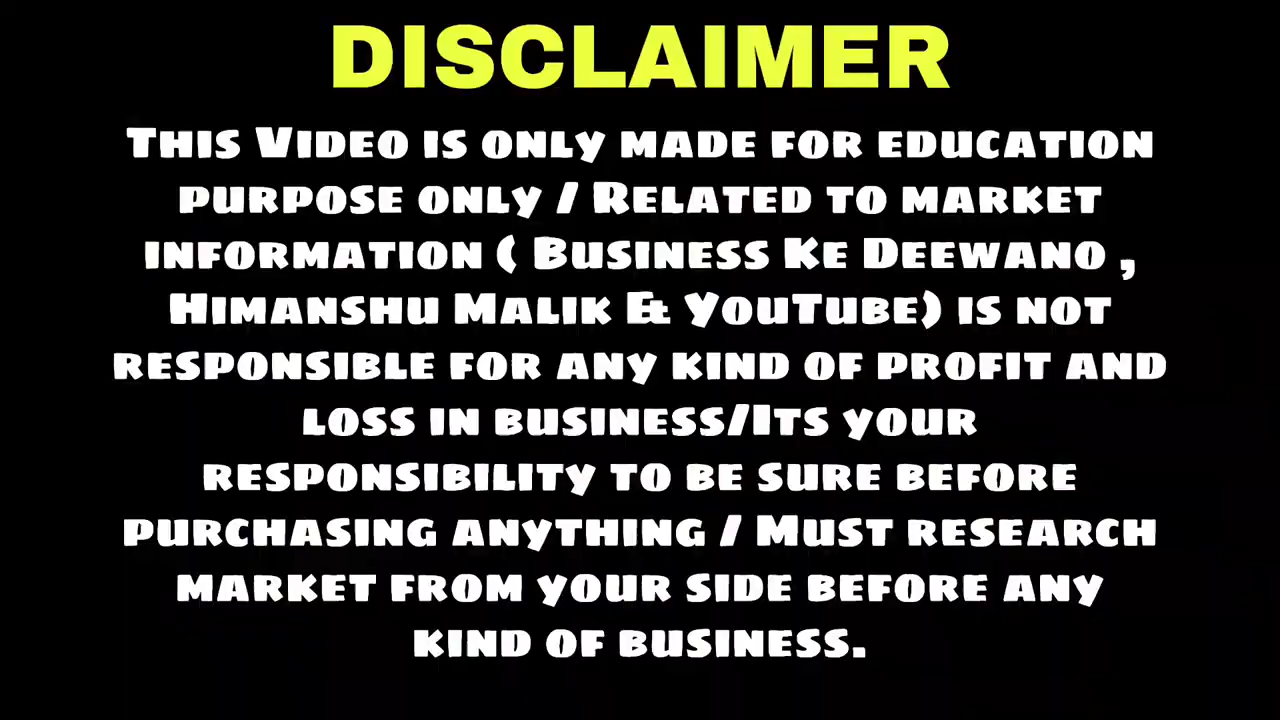 DISCLAIMER
This Video is only made for education
purpose only / Related to market
information ( Business Ke Deewano ,
Himanshu Malik & YouTube) is not
responsible for any kind of profit and
loss in business/Its your
responsibility to be sure before
purchasing anything / Must research
market from your side before any
kind of business.